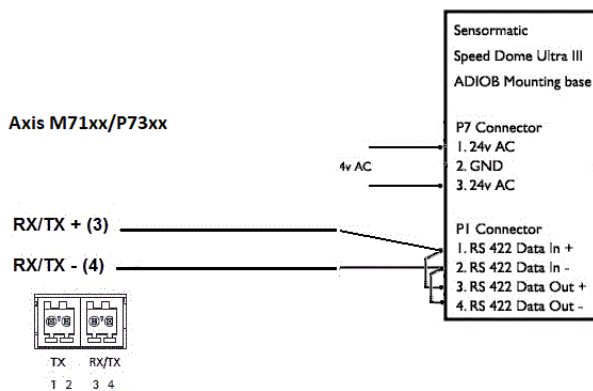 Sensormatic
Speed Dome Ultra III
ADIOB Mounting base
Axis M71xx/P73xx
P7 Connector
1. 24v AC
4v AC
2. GND
3. 24v AC
RX/TX + (3)
P1 Connector
1. RS 422 Data In +
RX/TX - (4)
2. RS 422 Data In -
3. RS 422 Data Out +
4. RS 422 Data Out -
TX RX/TX
1 2 3 4